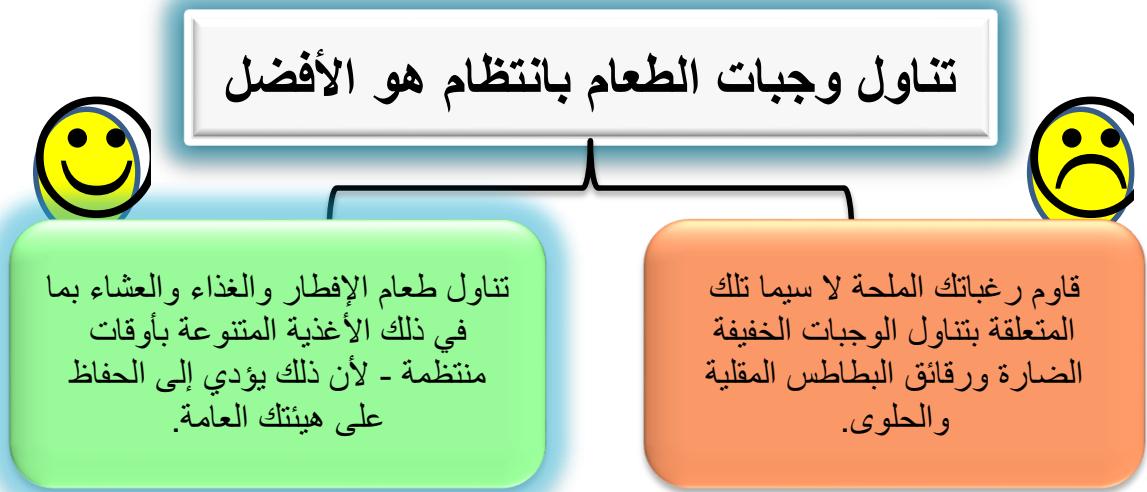 تناول وجبات الطعام بانتظام هو الأفضل
قاوم رغباتك الملحة لا سيما تلك
المتعلقة بتناول الوجبات الخفيفة
الضارة ورقائق البطاطس المقلية
والحلوى.
تناول طعام الإفطار والغذاء والعشاء بما
في ذلك الأغذية المتنوعة بأوقات
منتظمة - لأن ذلك يؤدي إلى الحفاظ
على هيئتك العامة.